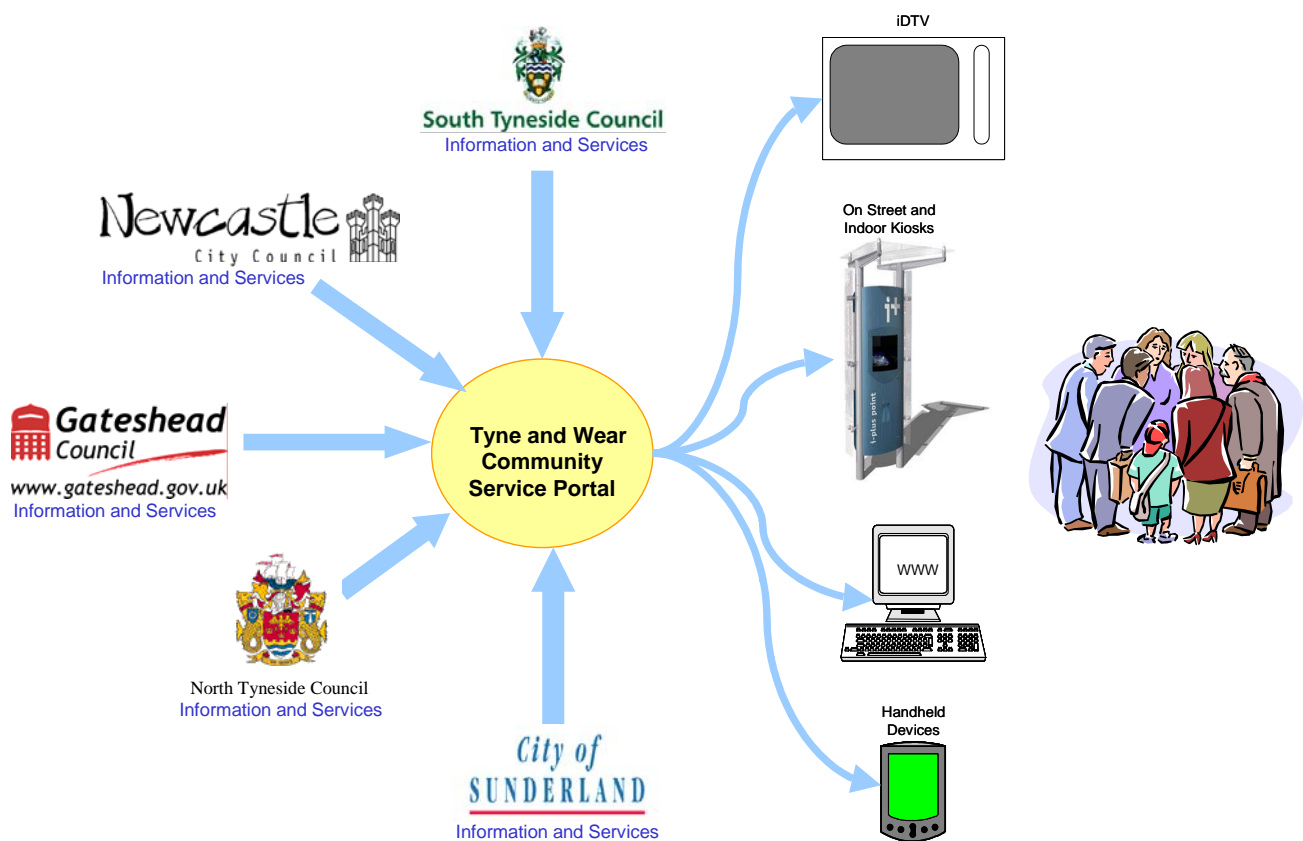 iDTV
South Tyneside Council
Information and Services
Newcastle
City Council
Information and Services
On Street and
Indoor Kiosks
i+
i-plus point
Gateshead
Council
www.gateshead.gov.uk
Information and Services
Tyne and Wear
Community
Service Portal
www
North Tyneside Council
Information and Services
City of
SUNDERLAND
Information and Services
Handheld
Devices